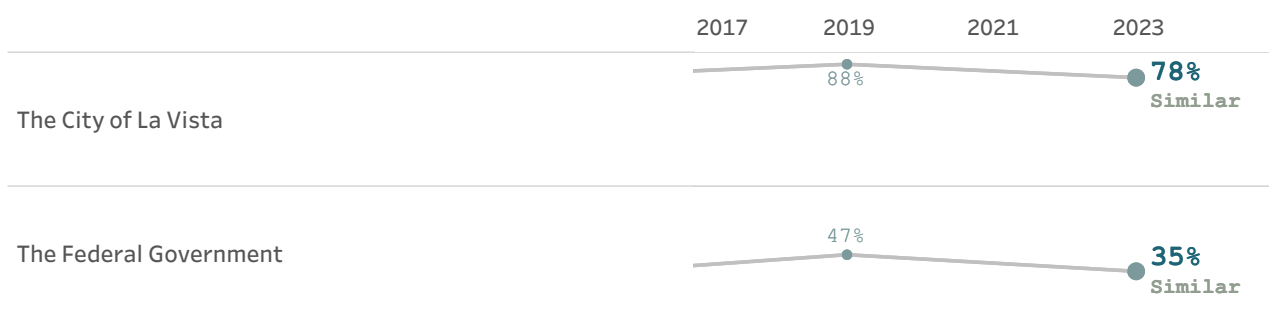 2017 2019 2021 2023
88%
78%
Similar
The City of La Vista
47%
The Federal Government
35%
Similar